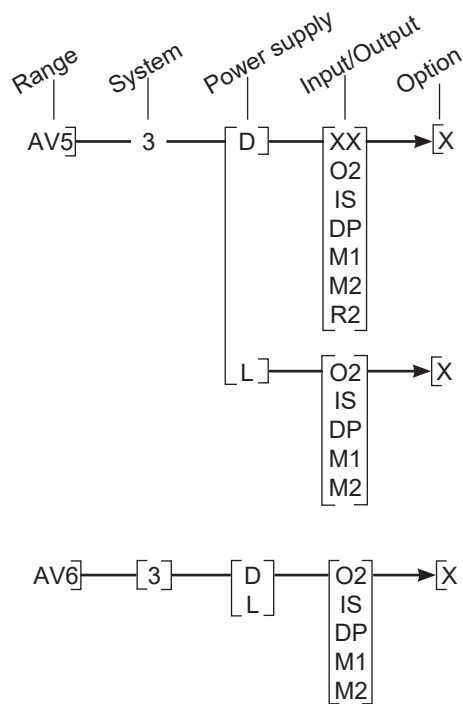 Range System Power supply Input/Output Option
AV5] 3 [D] [XX] [X
O2
IS
DP
M1
M2
R2
[L] [O2] [X
IS
DP
M1
M2
AV6] [3] [D] [O2] [X
L IS
DP
M1
M2